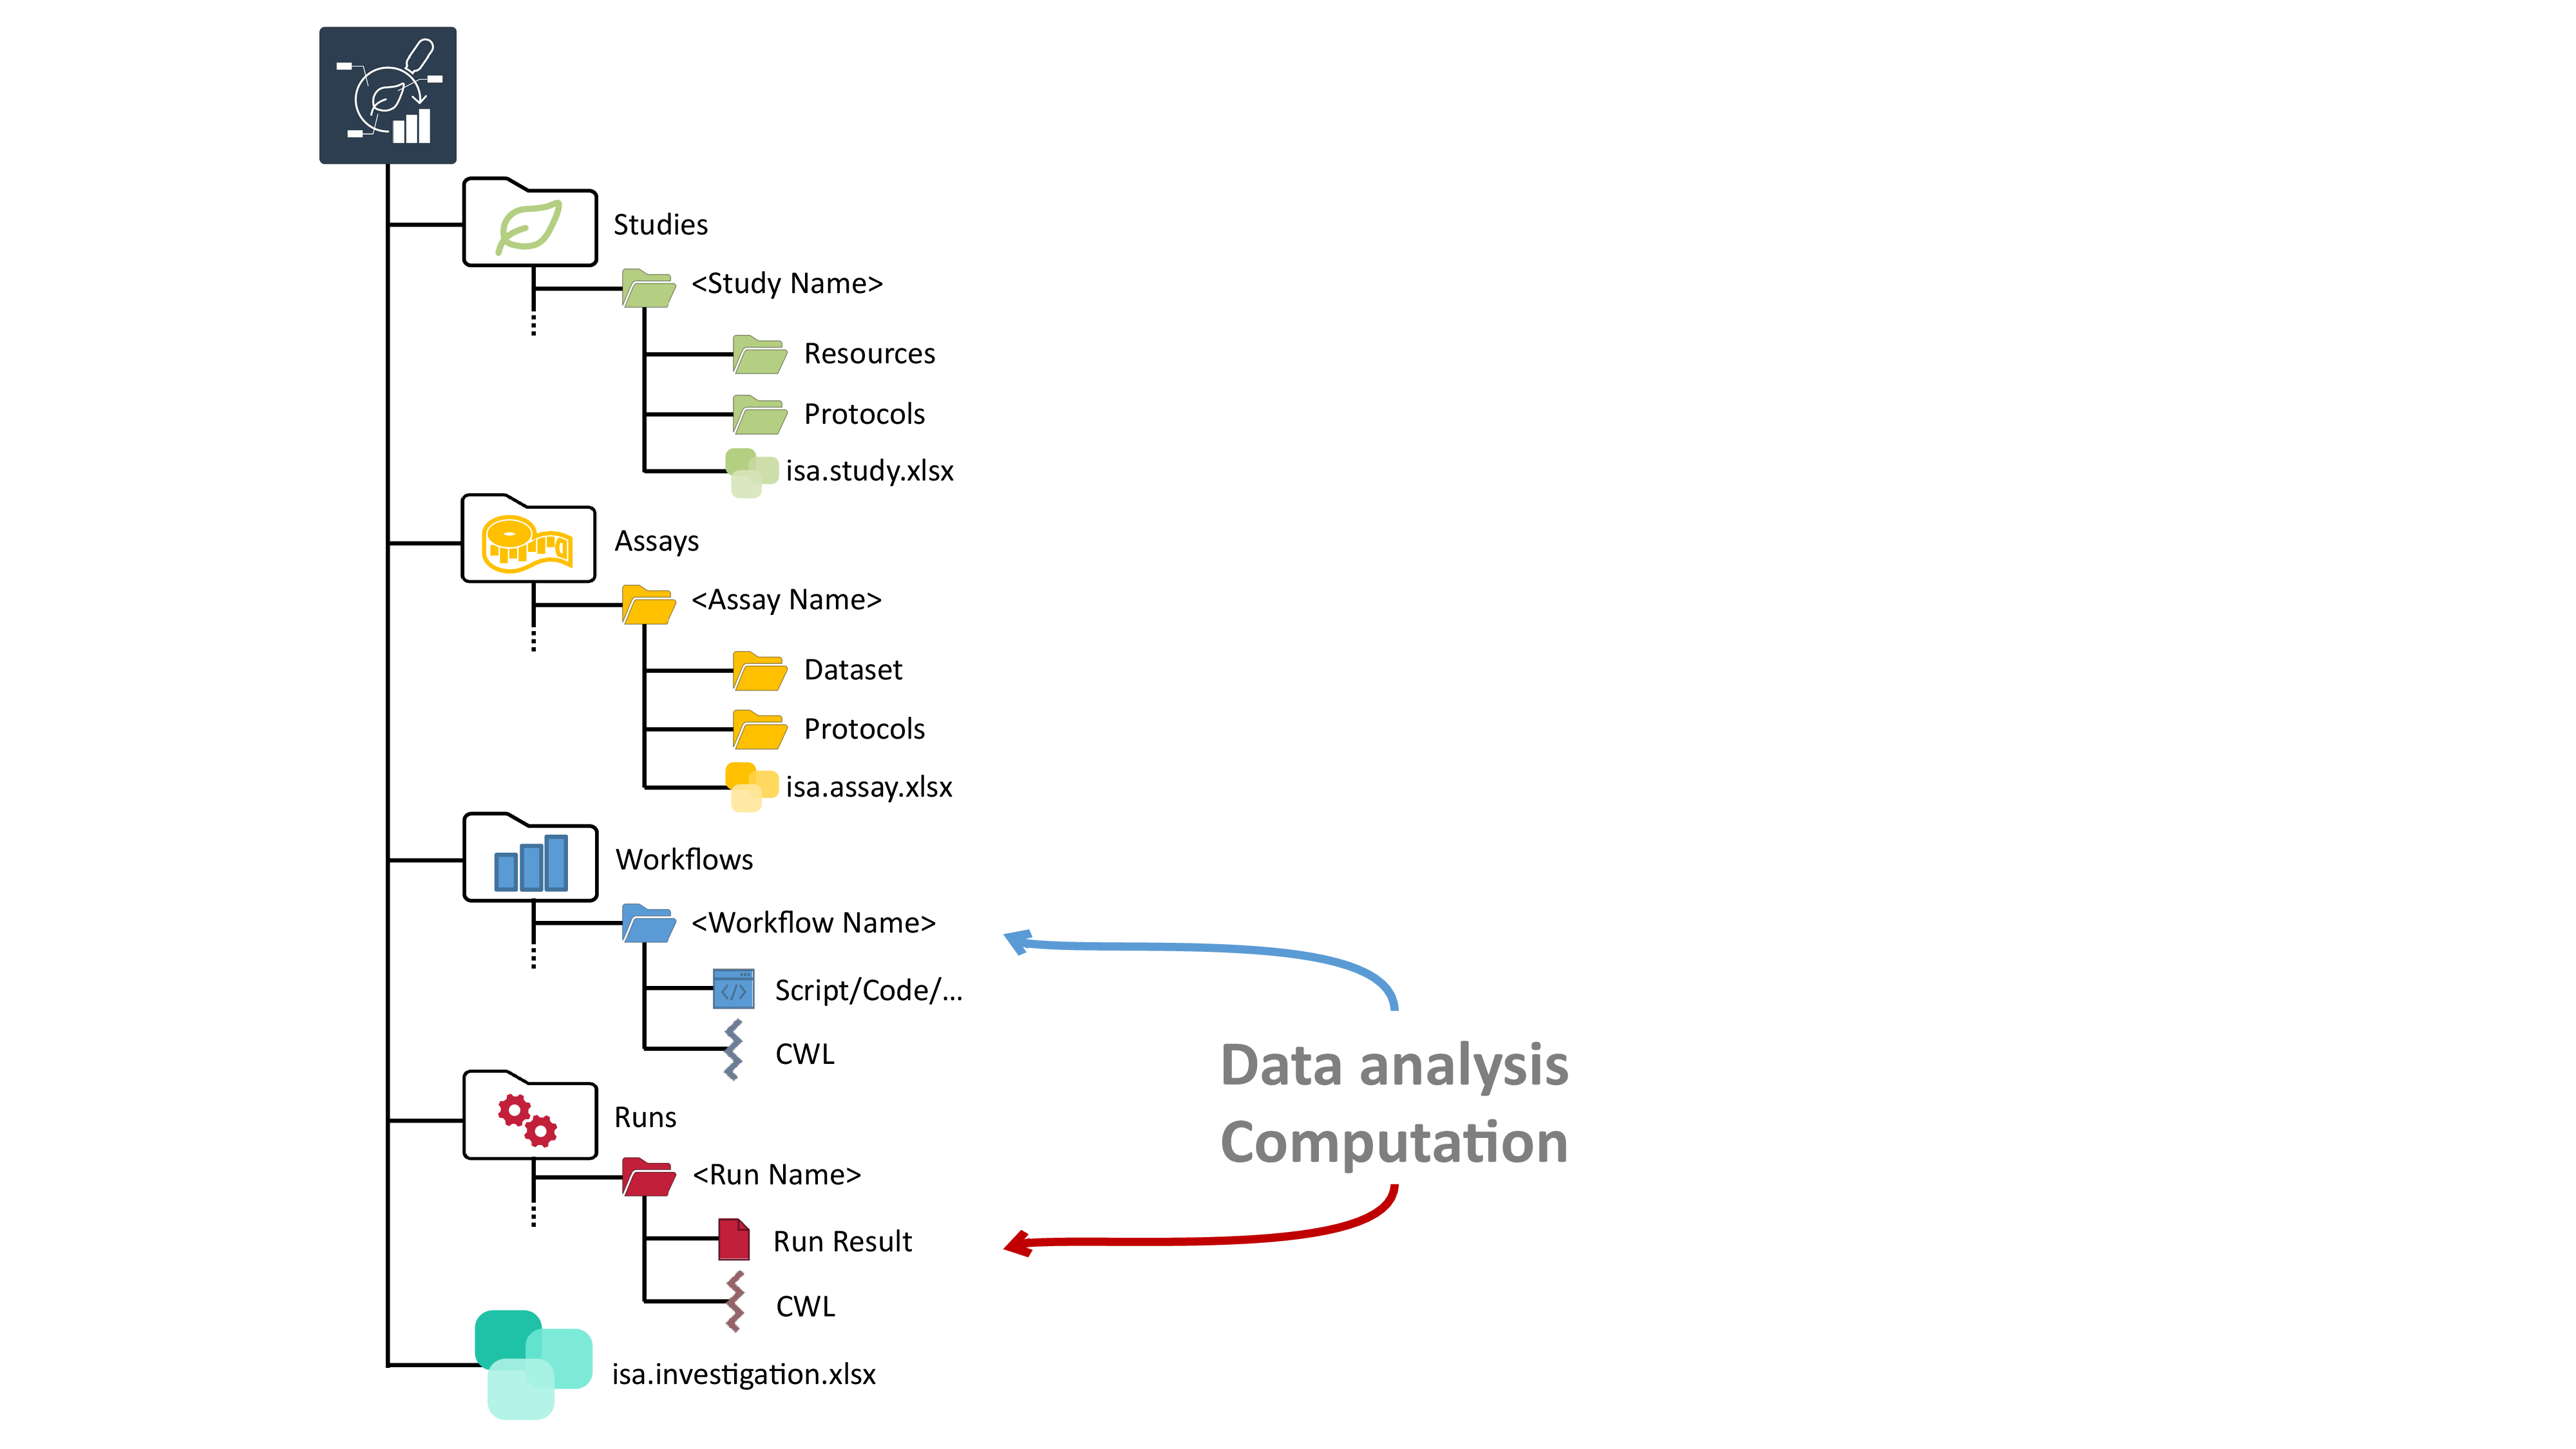 Studies
<Study Name>
Resources
Protocols
isa.study.xlsx
Assays
<Assay Name>
Dataset
Protocols
isa.assay.xlsx
Workflows
<Workflow Name>
</>
Script/Code/...
CWL
Runs
<Run Name>
Run Result
CWL
isa.investigation.xlsx
Data analysis
Computation